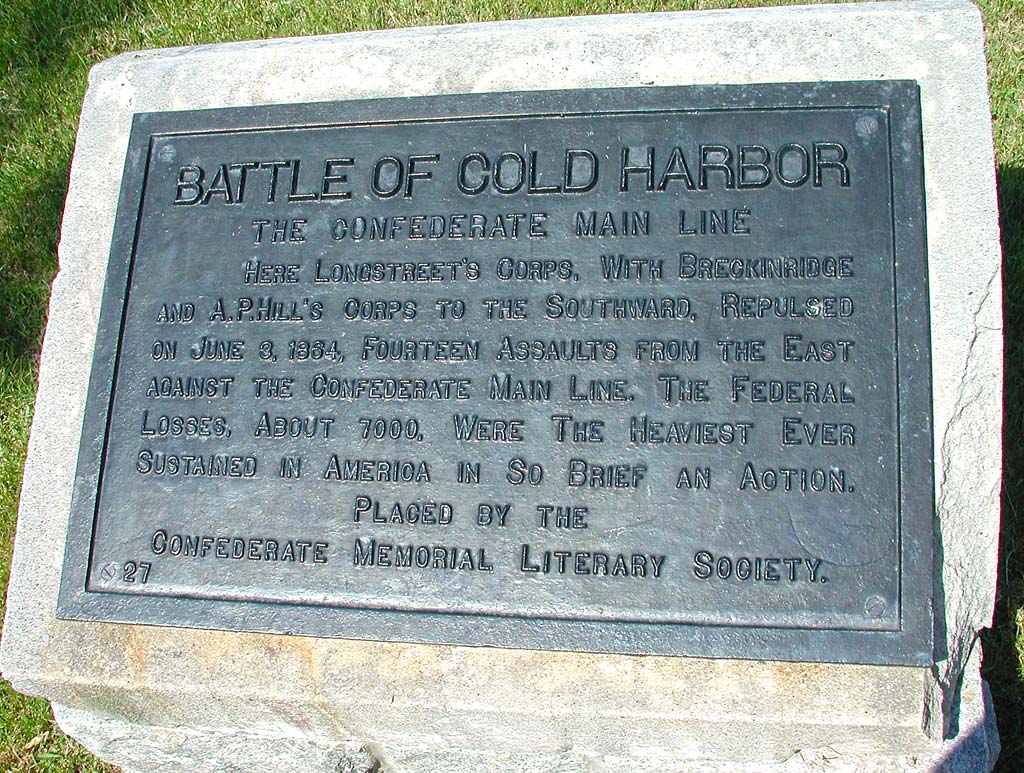 BATTLE OF COLD HARBOR
THE CONFEDERATE MAIN LINE
HERE LONGSTREET'S CORPS, WITH BRECKINRIDGE
AND A.P. HILL'S CORPS TO THE SOUTHWARD, REPULSED
ON JUNE 3, 1864, FOURTEEN ASSAULTS FROM THE EAST
AGAINST THE CONFEDERATE MAIN LINE. THE FEDERAL
LOSSES, ABOUT 7000, WERE THE HEAVIEST EVER
SUSTAINED IN AMERICA IN SO BRIEF AN ACTION.
PLACED BY THE
CONFEDERATE MEMORIAL LITERARY SOCIETY.
27